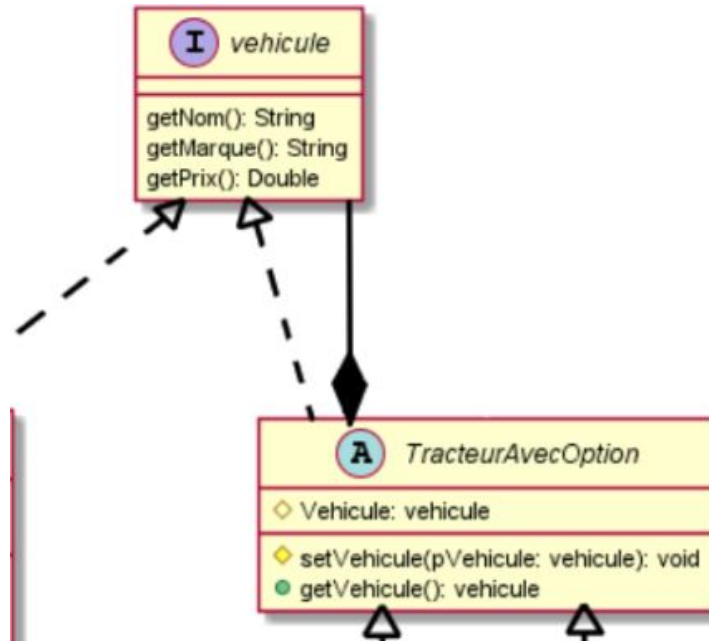 I vehicule
getNom(): String
getMarque(): String
getPrix(): Double
A TracteurAvecOption
Vehicule: vehicule
setVehicule(pVehicule: vehicule): void
getVehicule(): vehicule